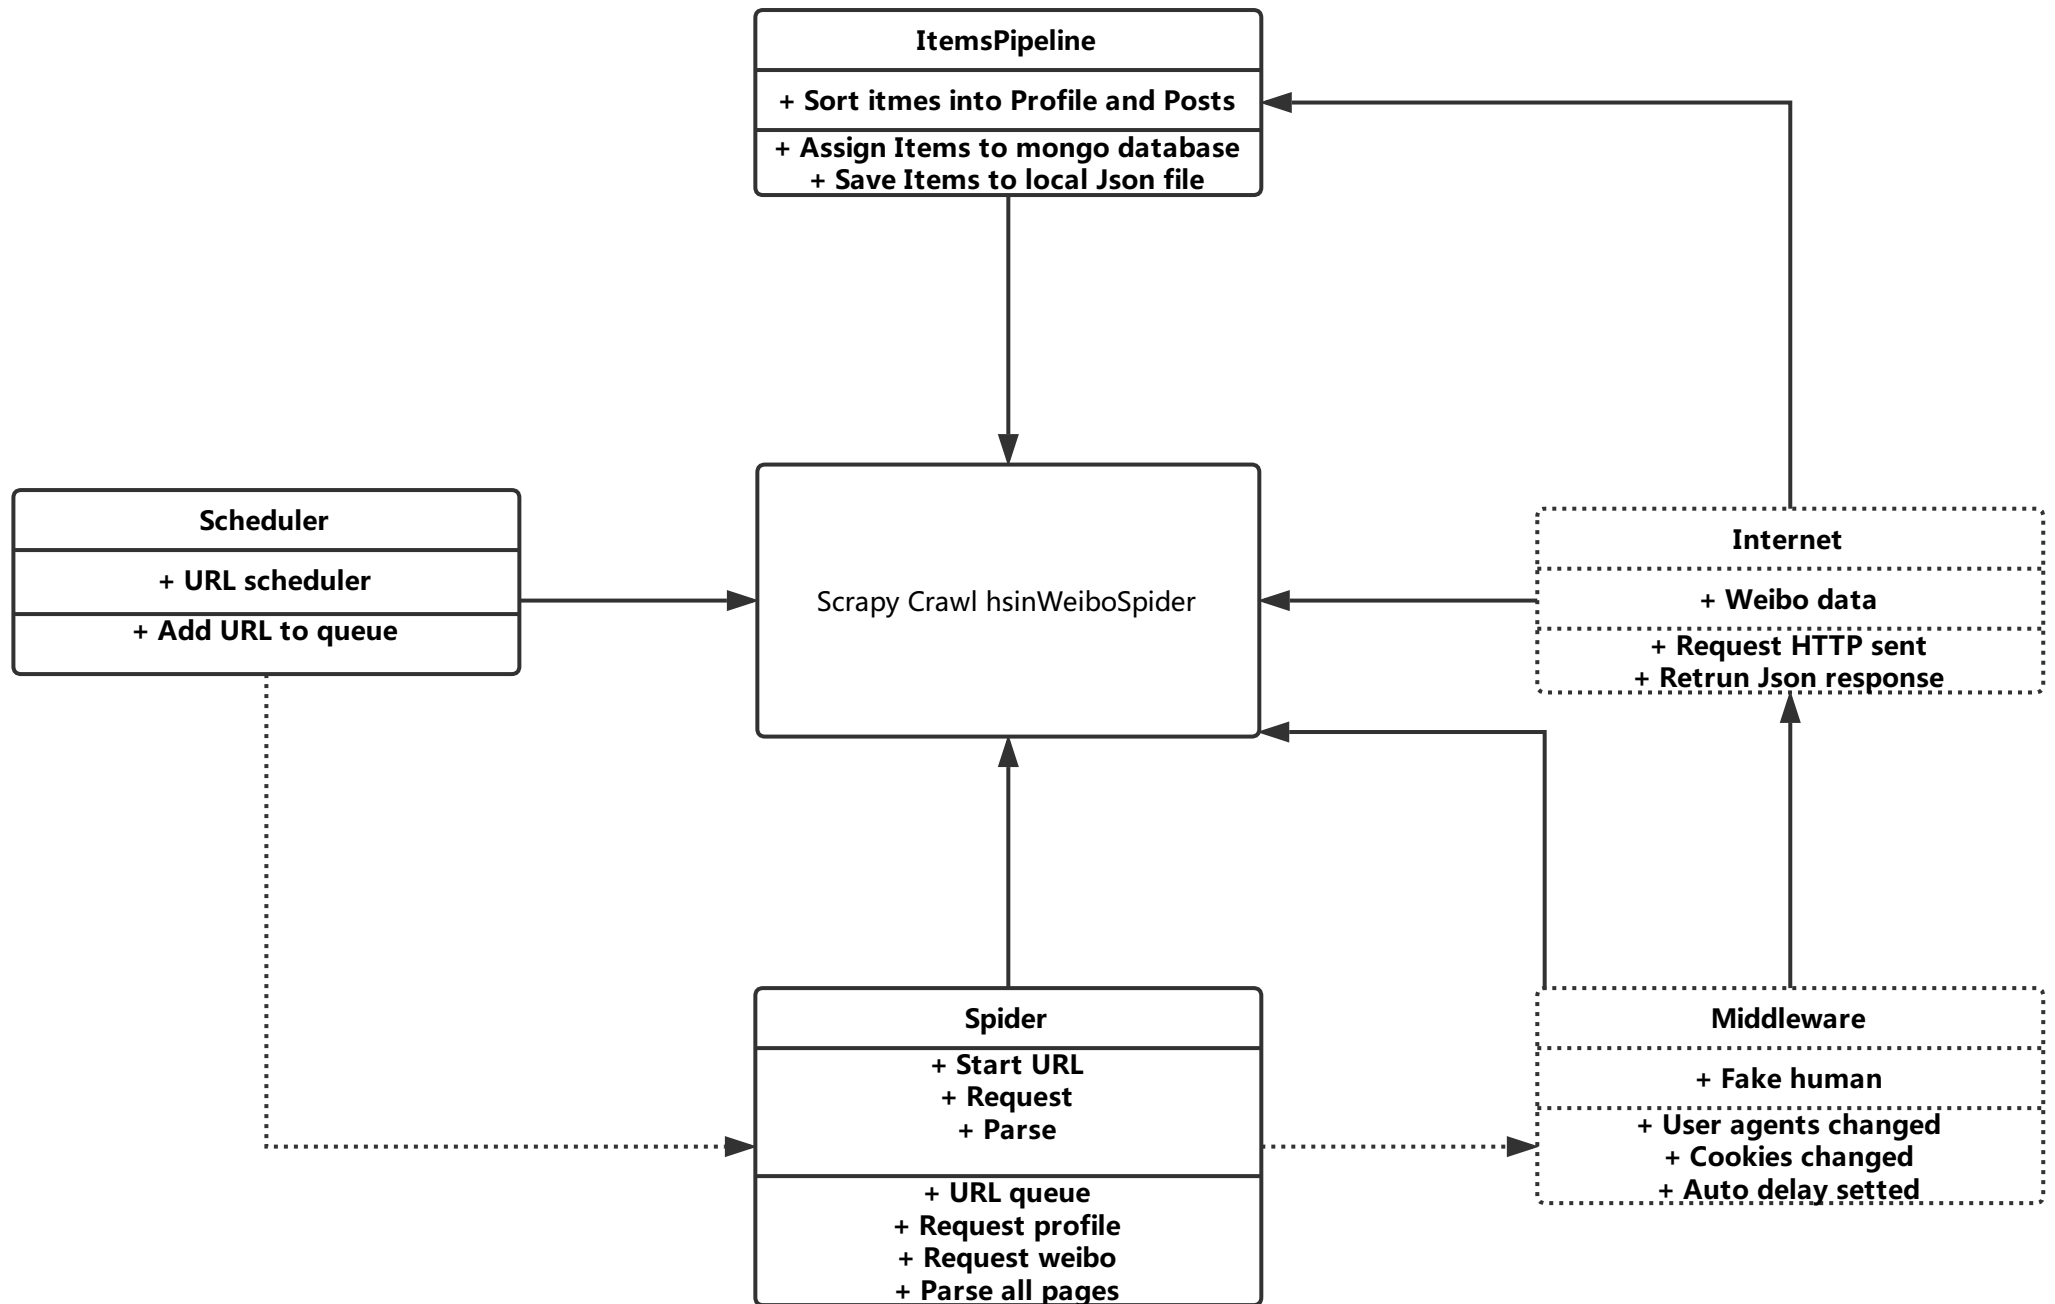 ItemsPipeline
+ Sort itmes into Profile and Posts
+ Assign Items to mongo database
+ Save Items to local Json file
Scheduler
+ URL scheduler
+ Add URL to queue
Scrapy Crawl hsinWeiboSpider
Internet
+ Weibo data
+ Request HTTP sent
+ Retrun Json response
Spider
+ Start URL
+ Request
+ Parse
+ URL queue
+ Request profile
+ Request weibo
+ Parse all pages
Middleware
+ Fake human
+ User agents changed
+ Cookies changed
+ Auto delay setted